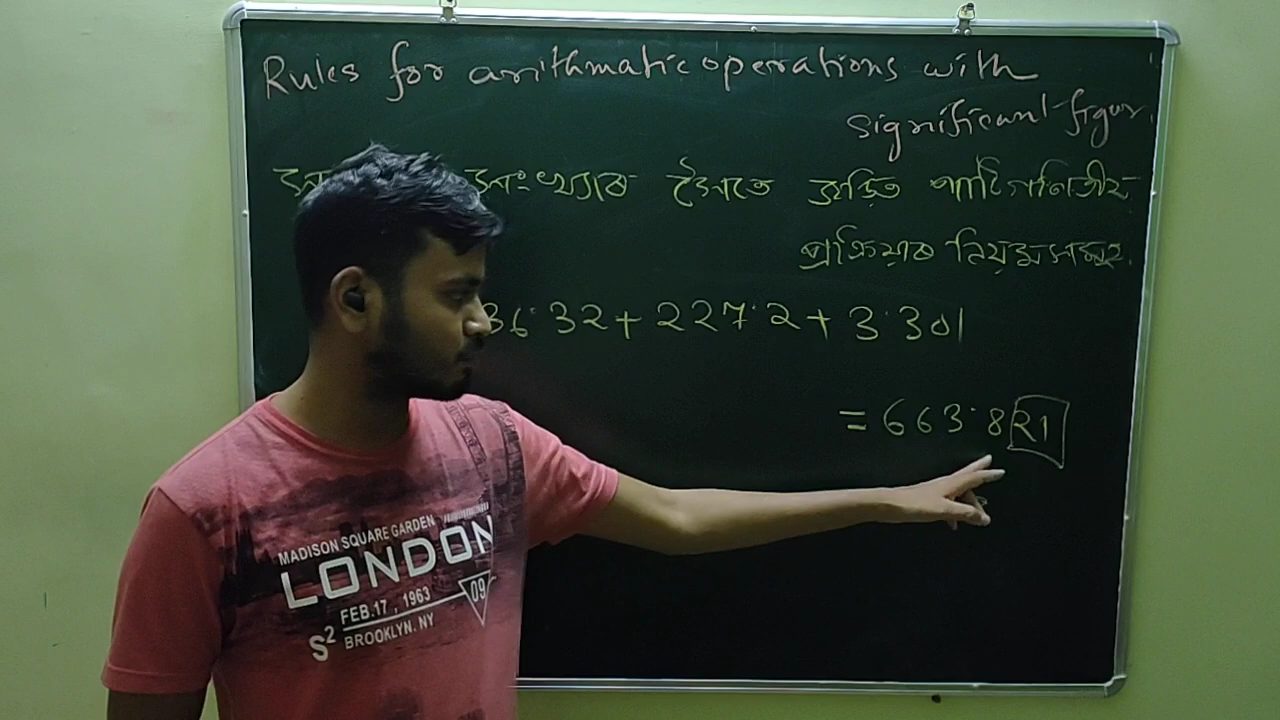 Rules for arithmatic operations with
significant figur.
সংখ্যাৰ সৈতে জড়িত পাটিগণিতীয়
প্ৰক্ৰিয়াৰ নিয়মসমূহ.
36.32 + 227.2 + 3.301
= 663.821
MADISON SQUARE GARDEN
LONDON
FEB.17, 1963
09
S2
BROOKLYN. NY